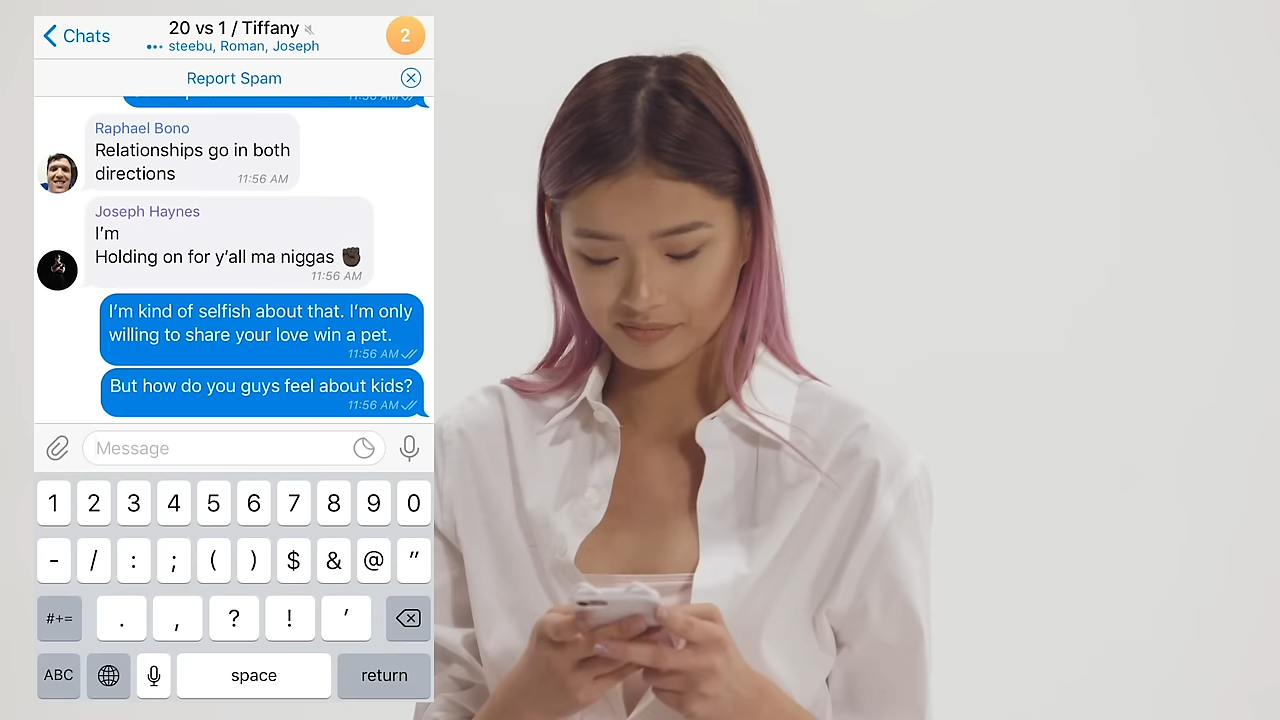 Chats
20 vs 1 / Tiffany
2
steebu, Roman, Joseph
Report Spam
11:56 AM
Raphael Bono
Relationships go in both
directions
11:56 AM
Joseph Haynes
I'm
Holding on for y'all ma niggas ✊🏿
11:56 AM
I'm kind of selfish about that. I'm only
willing to share your love win a pet.
11:56 AM
But how do you guys feel about kids?
11:56 AM
Message
1 2 3 4 5 6 7 8 9 0
- / : ; ( ) $ & @ "
#+= . , ? ! '
ABC space return